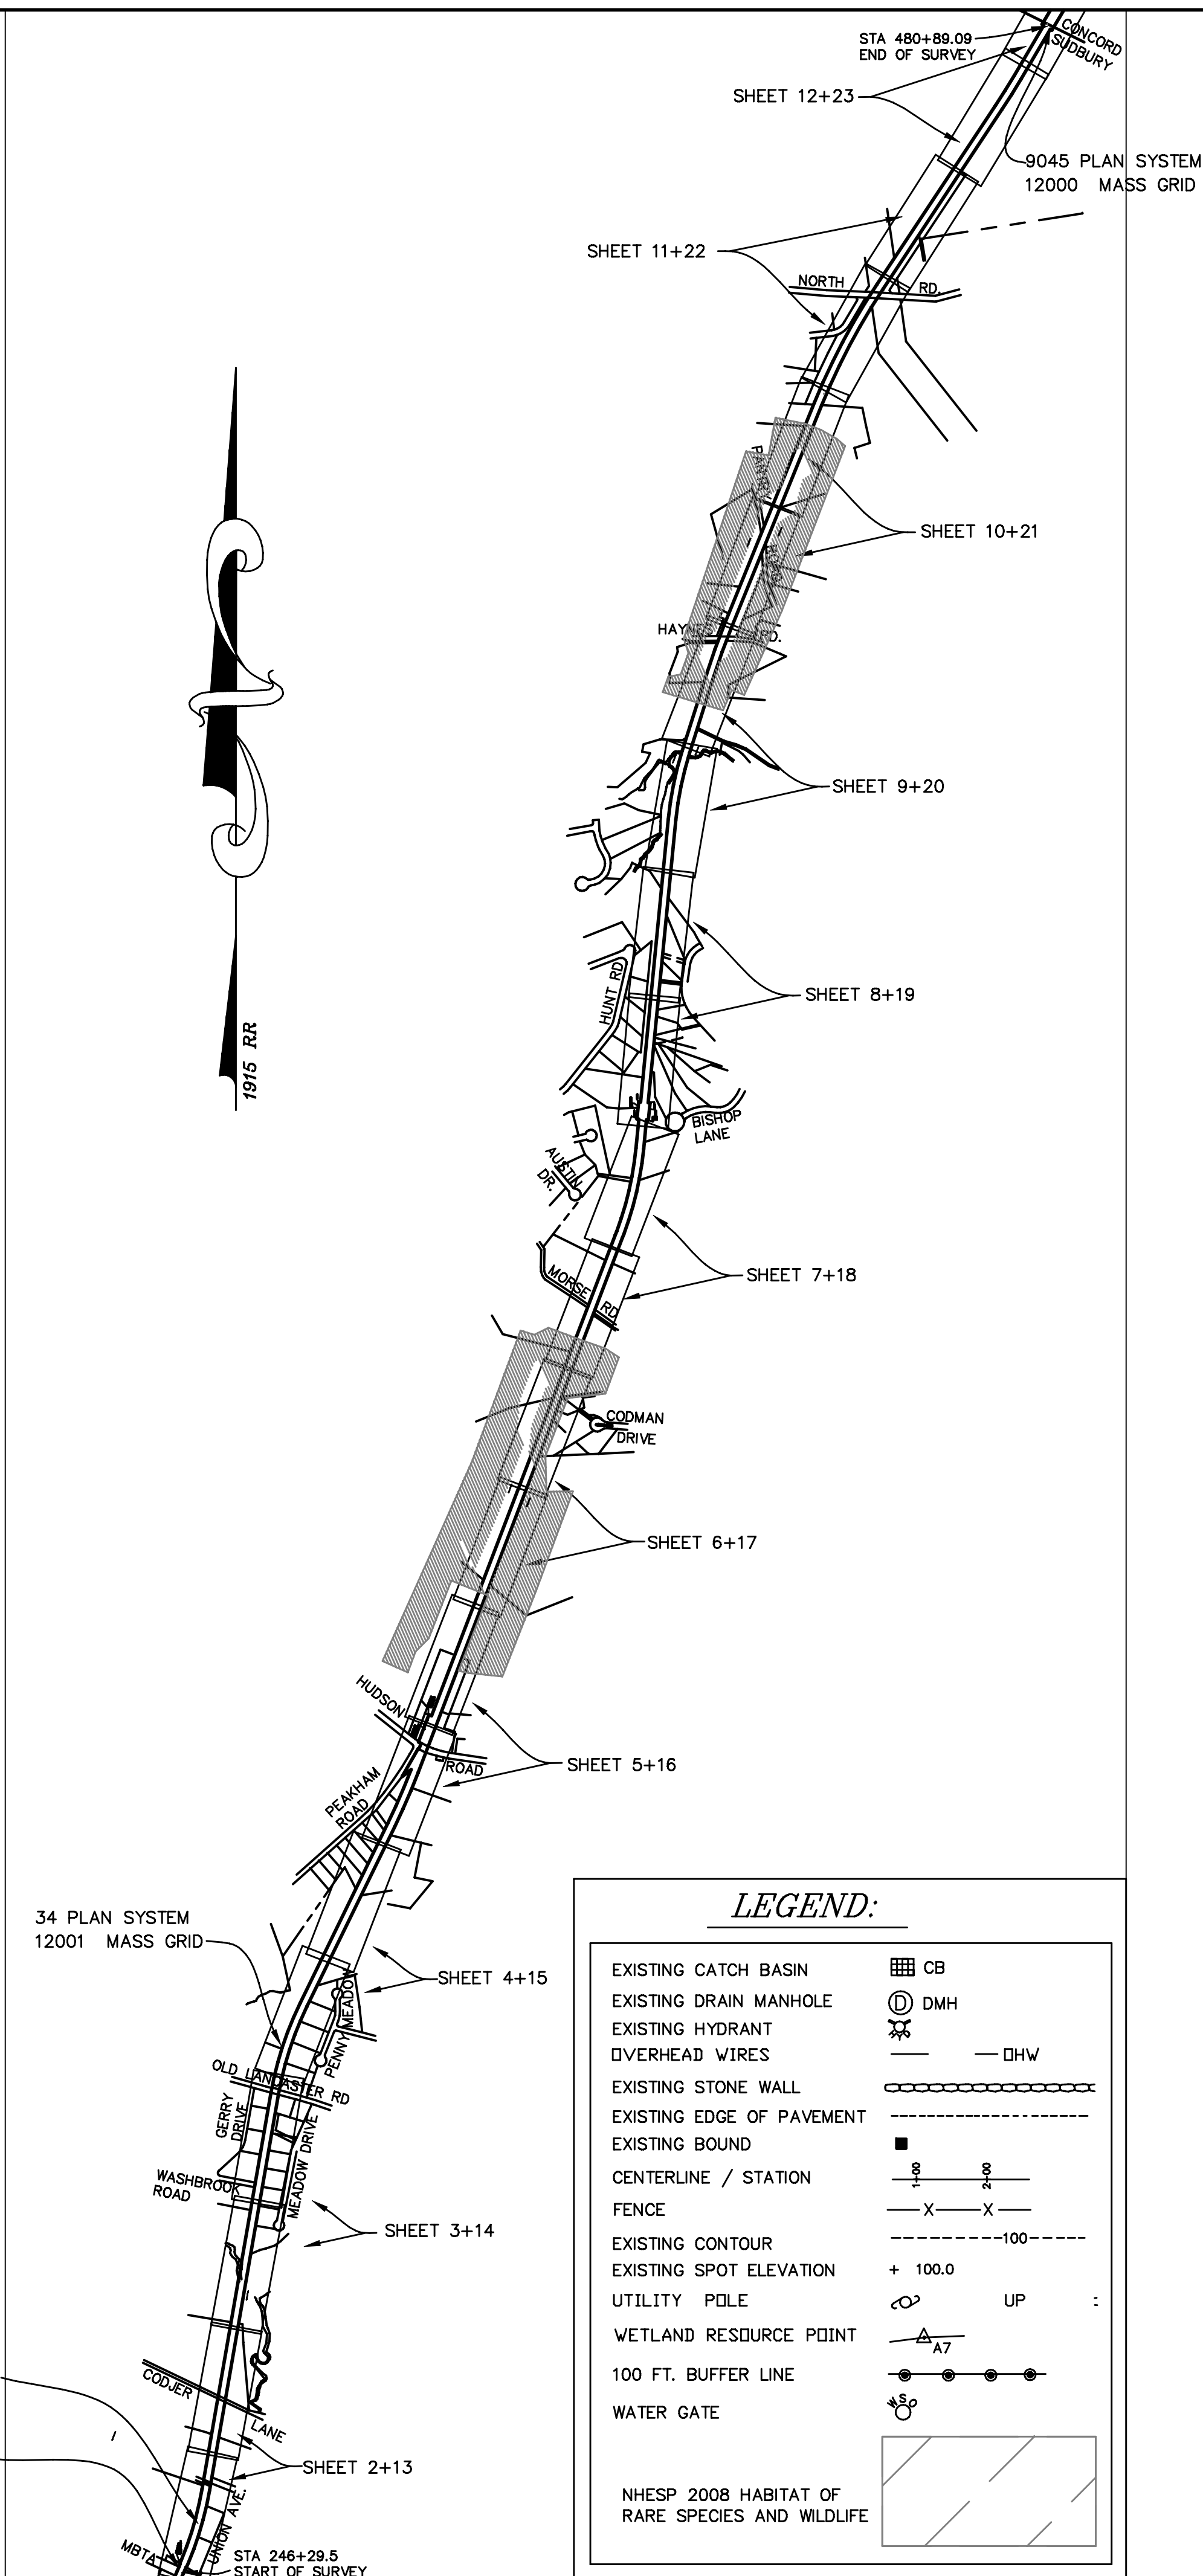 STA 480+89.09
END OF SURVEY
CONCORD
SUDBURY
SHEET 12+23
9045 PLAN SYSTEM
12000 MASS GRID
SHEET 11+22
NORTH RD.
PANTRY ROAD
SHEET 10+21
HAYNES RD.
SHEET 9+20
1915 RR
HUNT RD
SHEET 8+19
BISHOP
LANE
AUSTIN
DR.
SHEET 7+18
MORSE RD
CODMAN
DRIVE
SHEET 6+17
HUDSON
ROAD
SHEET 5+16
PEAKHAM
ROAD
34 PLAN SYSTEM
12001 MASS GRID
SHEET 4+15
PENNY MEADOW
OLD LANCASTER RD
GERRY
DRIVE
MEADOW DRIVE
WASHBROOK
ROAD
SHEET 3+14
CODJER
LANE
SHEET 2+13
UNION AVE.
MBTA
STA 246+29.5
START OF SURVEY
LEGEND:
EXISTING CATCH BASIN CB
EXISTING DRAIN MANHOLE D DMH
EXISTING HYDRANT
OVERHEAD WIRES OHW
EXISTING STONE WALL
EXISTING EDGE OF PAVEMENT
EXISTING BOUND
CENTERLINE / STATION 1+00 2+00
FENCE X X
EXISTING CONTOUR 100
EXISTING SPOT ELEVATION + 100.0
UTILITY POLE UP
WETLAND RESOURCE POINT A7
100 FT. BUFFER LINE
WATER GATE WSO
NHESP 2008 HABITAT OF
RARE SPECIES AND WILDLIFE